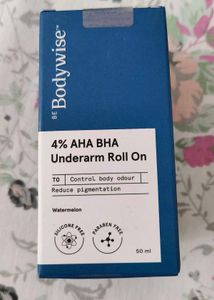 BE Bodywise™
4% AHA BHA
Underarm Roll On
TO Control body odour
Reduce pigmentation
Watermelon
SILICONE FREE
PARABEN FREE
50 ml